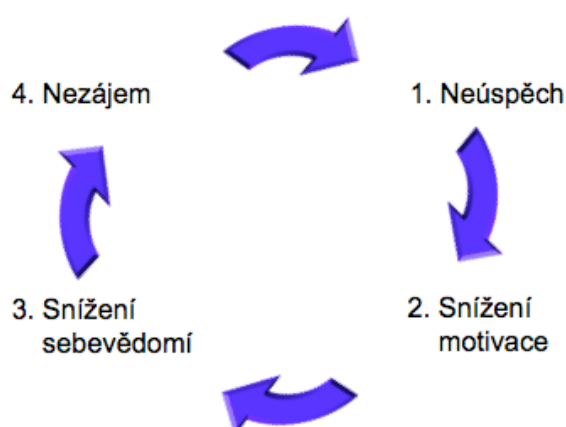 4. Nezájem
1. Neúspěch
3. Snížení
sebevědomí
2. Snížení
motivace